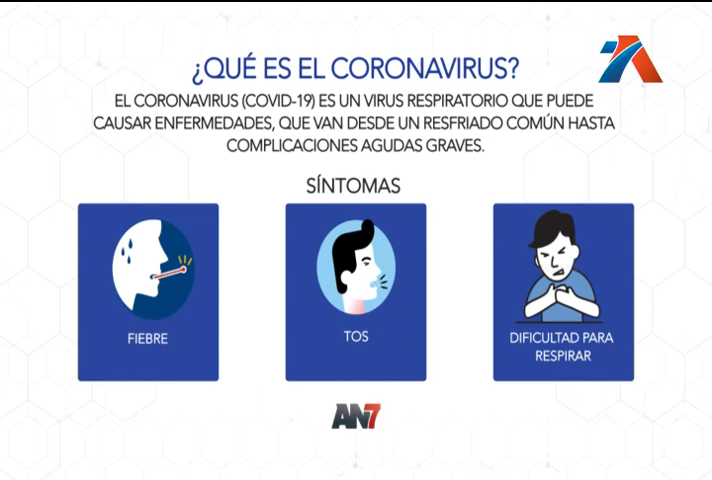 ¿QUÉ ES EL CORONAVIRUS?
EL CORONAVIRUS (COVID-19) ES UN VIRUS RESPIRATORIO QUE PUEDE
CAUSAR ENFERMEDADES, QUE VAN DESDE UN RESFRIADO COMÚN HASTA
COMPLICACIONES AGUDAS GRAVES.
SÍNTOMAS
FIEBRE
TOS
DIFICULTAD PARA
RESPIRAR
AN7